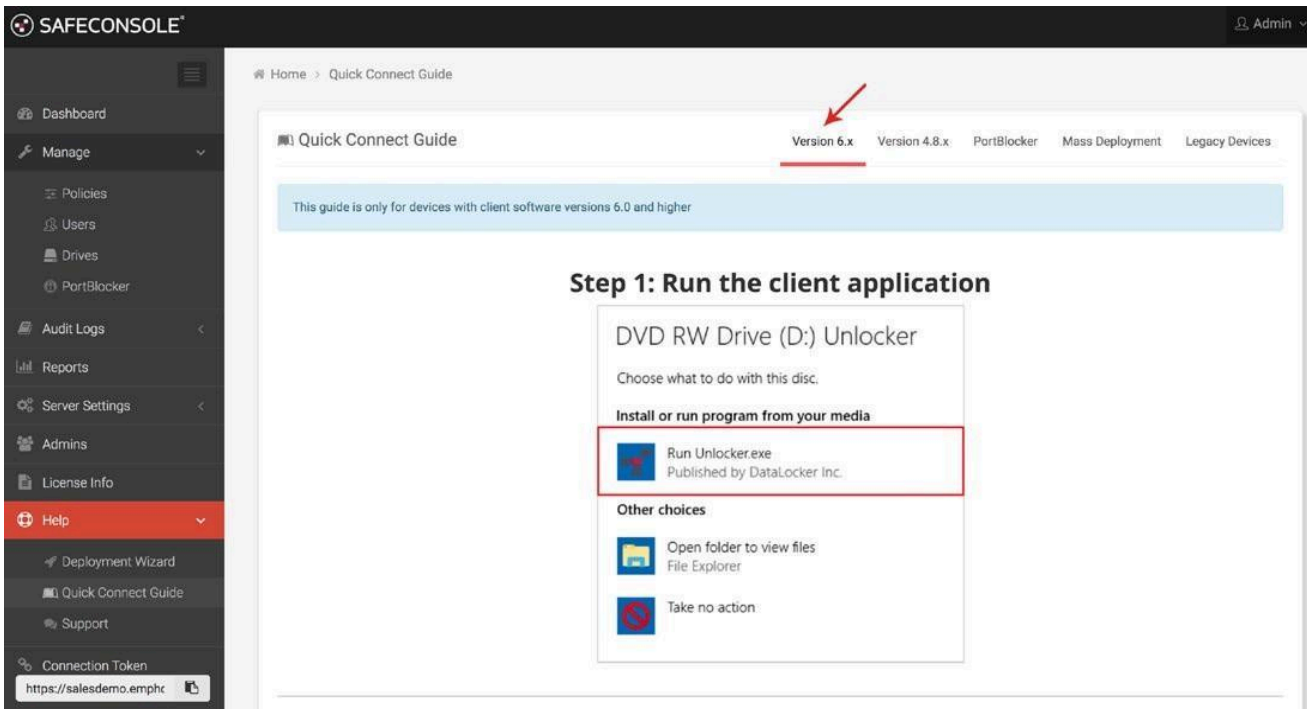 SAFECONSOLE®
Admin
Home > Quick Connect Guide
Dashboard
Manage
Policies
Users
Drives
PortBlocker
Audit Logs
Reports
Server Settings
Admins
License Info
Help
Deployment Wizard
Quick Connect Guide
Support
Connection Token
https://salesdemo.empho
Quick Connect Guide
Version 6.x Version 4.8.x PortBlocker Mass Deployment Legacy Devices
This guide is only for devices with client software versions 6.0 and higher
Step 1: Run the client application
DVD RW Drive (D:) Unlocker
Choose what to do with this disc.
Install or run program from your media
Run Unlocker.exe
Published by DataLocker Inc.
Other choices
Open folder to view files
File Explorer
Take no action